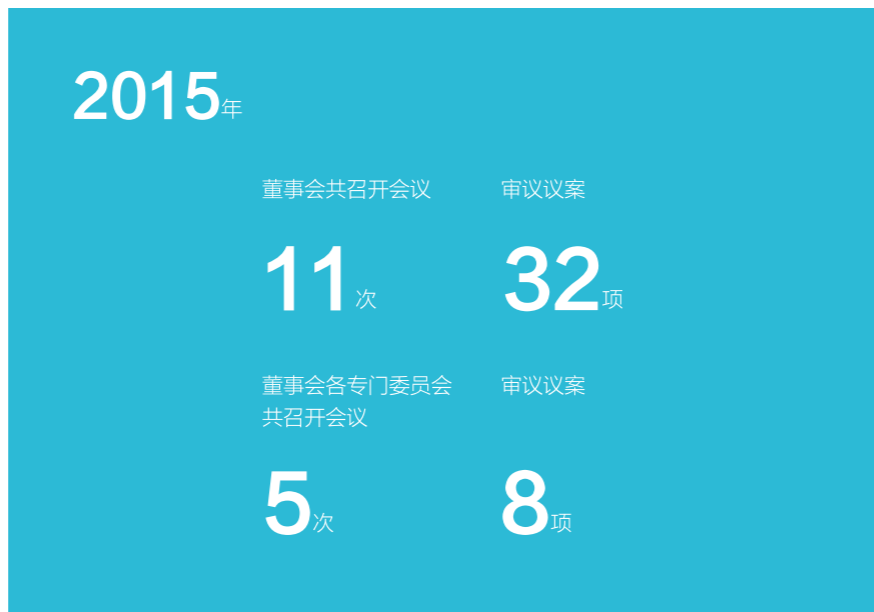 2015年
董事会共召开会议 审议议案
11次 32项
董事会各专门委员会 审议议案
共召开会议
5次 8项